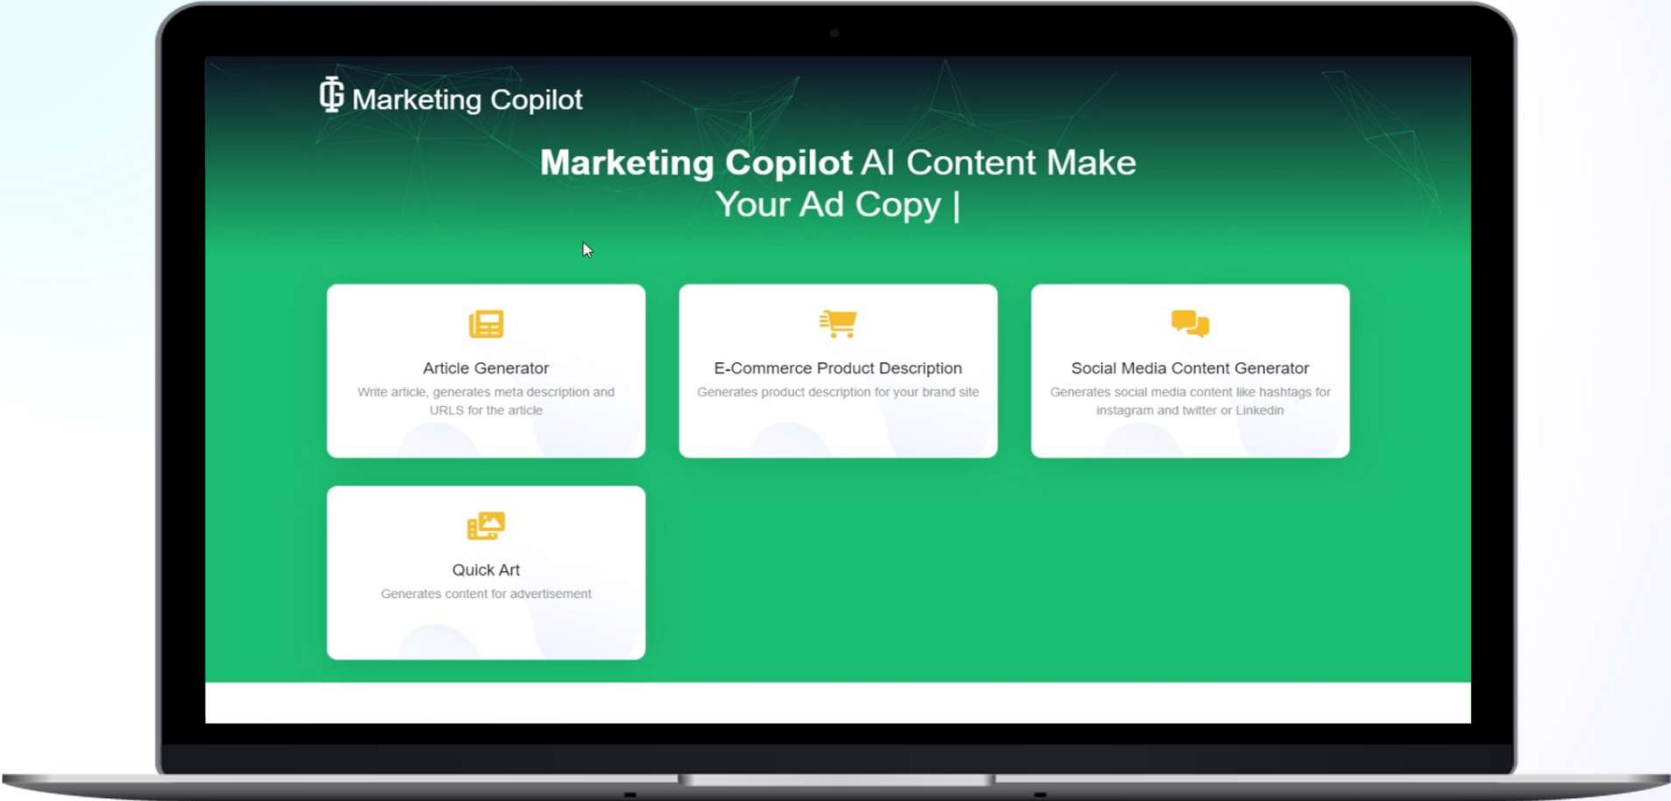 Marketing Copilot
Marketing Copilot AI Content Make
Your Ad Copy |
Article Generator
Write article, generates meta description and
URLS for the article
E-Commerce Product Description
Generates product description for your brand site
Social Media Content Generator
Generates social media content like hashtags for
instagram and twitter or Linkedin
Quick Art
Generates content for advertisement